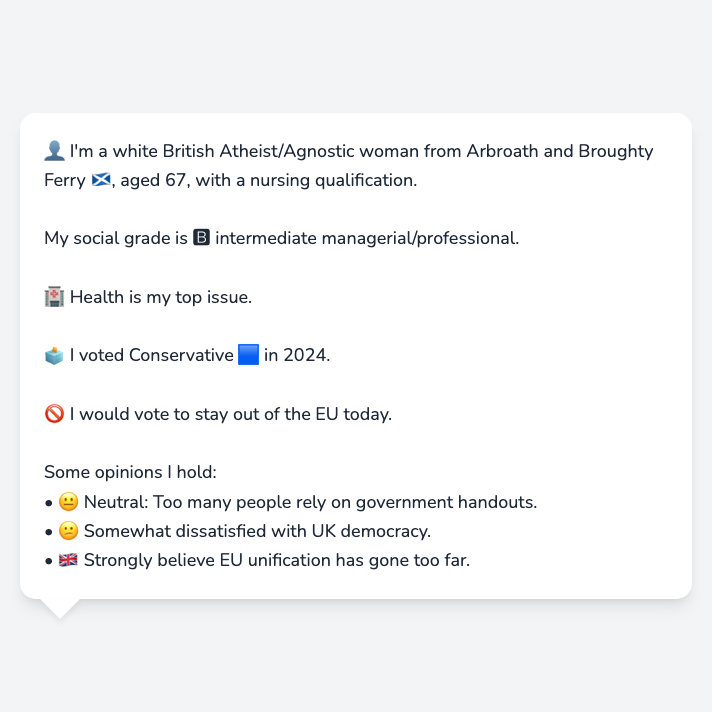 👤 I'm a white British Atheist/Agnostic woman from Arbroath and Broughty
Ferry 🏴󠁧󠁢󠁳󠁣󠁴󠁿, aged 67, with a nursing qualification.
My social grade is 🅱 intermediate managerial/professional.
🏥 Health is my top issue.
🗳️ I voted Conservative 🟦 in 2024.
🚫 I would vote to stay out of the EU today.
Some opinions I hold:
• 😐 Neutral: Too many people rely on government handouts.
• 🙁 Somewhat dissatisfied with UK democracy.
• 🇬🇧 Strongly believe EU unification has gone too far.